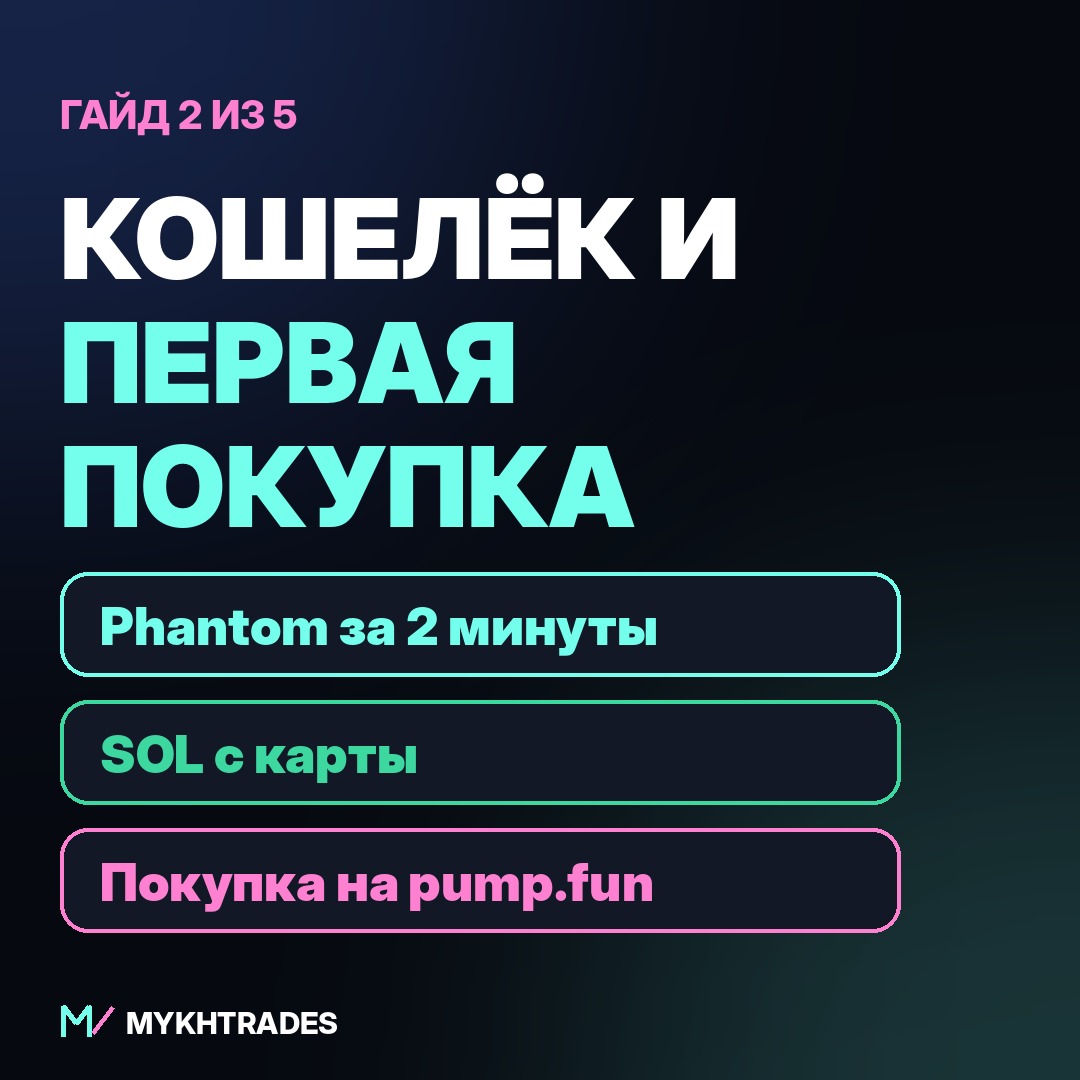 ГАЙД 2 ИЗ 5
КОШЕЛЁК И
ПЕРВАЯ
ПОКУПКА
Phantom за 2 минуты
SOL с карты
Покупка на pump.fun
M/ MYKHTRADES